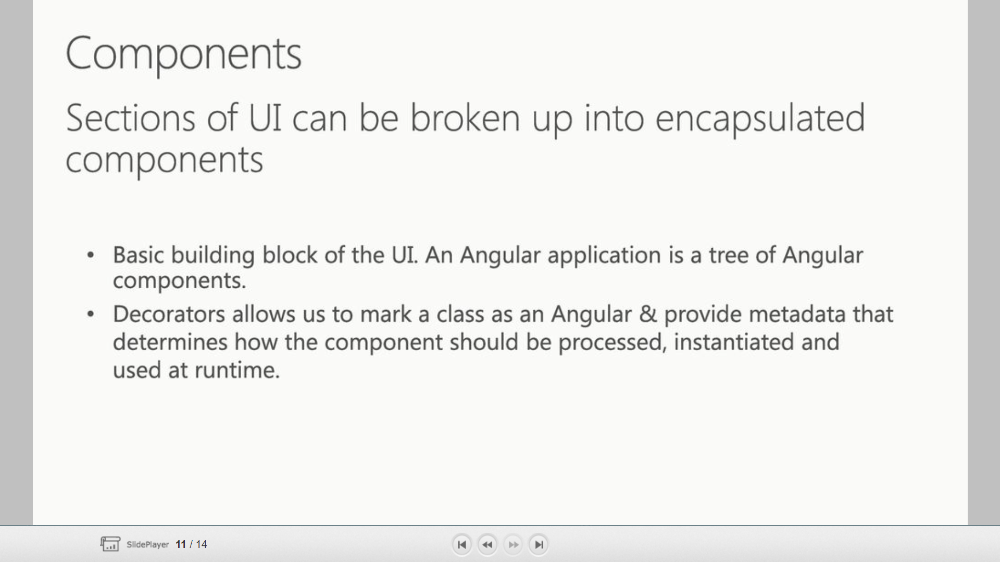 Components
Sections of UI can be broken up into encapsulated
components
• Basic building block of the UI. An Angular application is a tree of Angular
components.
• Decorators allows us to mark a class as an Angular & provide metadata that
determines how the component should be processed, instantiated and
used at runtime.
SlidePlayer 11 / 14